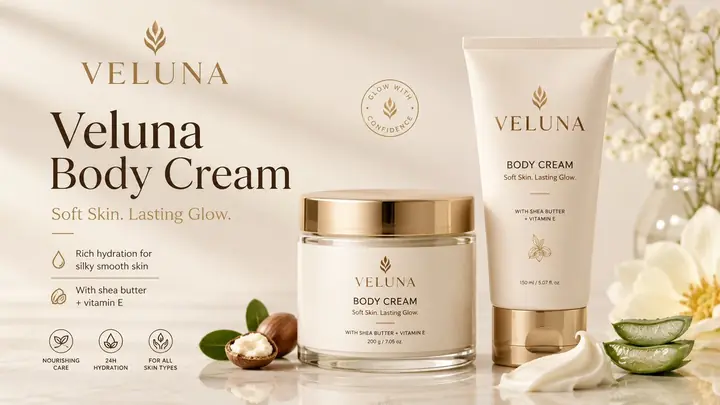 VELUNA
Veluna
Body Cream
Soft Skin. Lasting Glow.
Rich hydration for
silky smooth skin
With shea butter
+ vitamin E
NOURISHING
CARE
24H
HYDRATION
FOR ALL
SKIN TYPES
GLOW WITH
CONFIDENCE
VELUNA
BODY CREAM
Soft Skin. Lasting Glow.
WITH SHEA BUTTER + VITAMIN E
200 g / 7.05 oz
VELUNA
BODY CREAM
Soft Skin. Lasting Glow.
WITH SHEA BUTTER
+ VITAMIN E
150 ml / 5.07 fl. oz